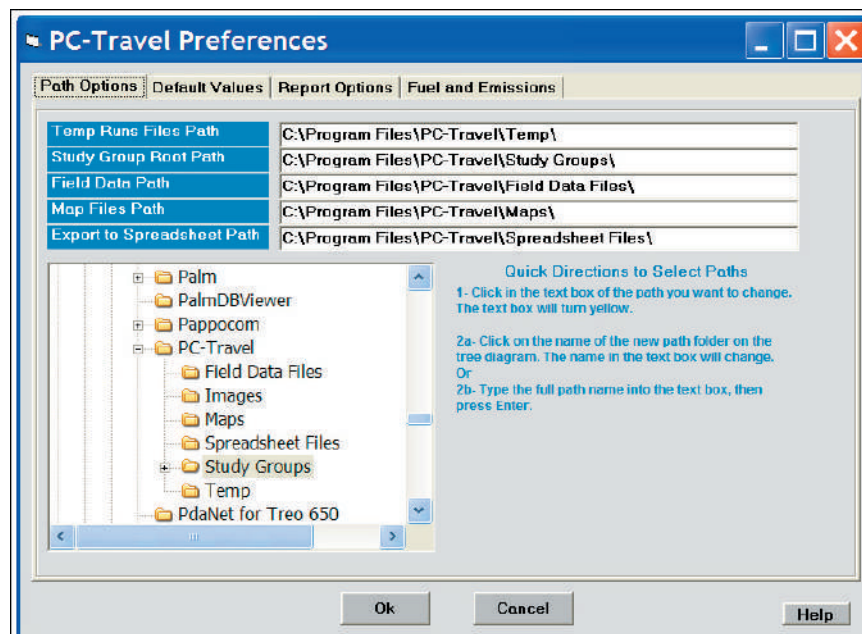 PC-Travel Preferences
Path Options Default Values Report Options Fuel and Emissions
Temp Runs Files Path C:\Program Files\PC-Travel\Temp\
Study Group Root Path C:\Program Files\PC-Travel\Study Groups\
Field Data Path C:\Program Files\PC-Travel\Field Data Files\
Map Files Path C:\Program Files\PC-Travel\Maps\
Export to Spreadsheet Path C:\Program Files\PC-Travel\Spreadsheet Files\
Palm
PalmDBViewer
Pappocom
PC-Travel
Field Data Files
Images
Maps
Spreadsheet Files
Study Groups
Temp
PdaNet for Treo 650
Quick Directions to Select Paths
1- Click in the text box of the path you want to change.
The text box will turn yellow.
2a- Click on the name of the new path folder on the
tree diagram. The name in the text box will change.
Or
2b- Type the full path name into the text box, then
press Enter.
Ok Cancel Help